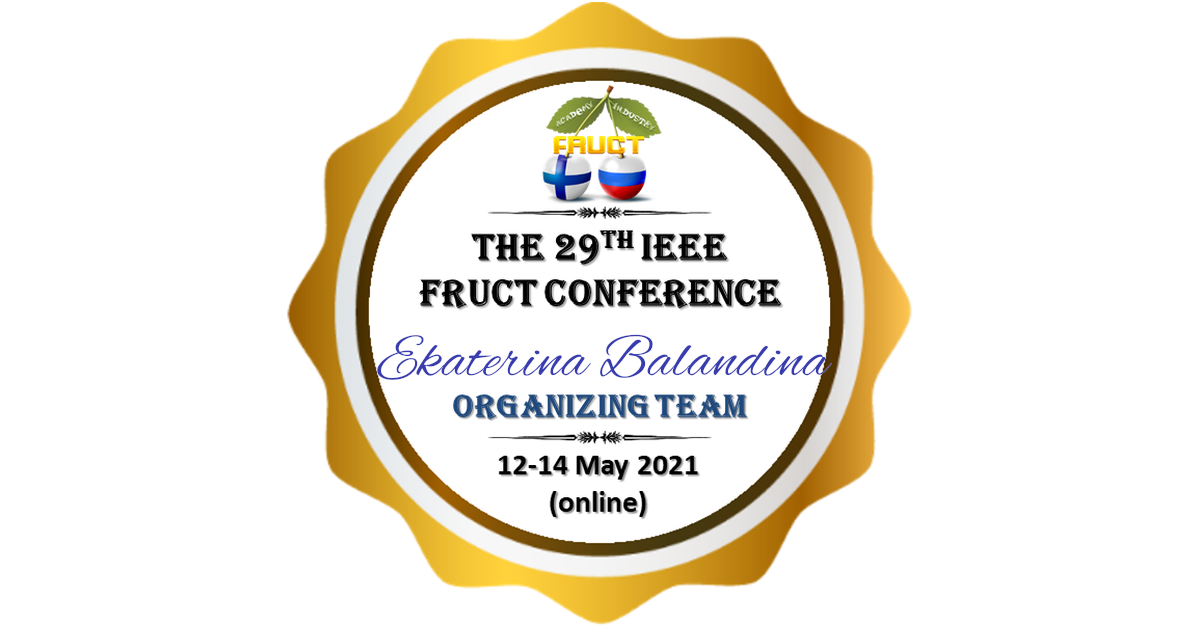 ACADEMY INDUSTRY
FRUCT
THE 29TH IEEE
FRUCT CONFERENCE
Ekaterina Balandina
ORGANIZING TEAM
12-14 May 2021
(online)